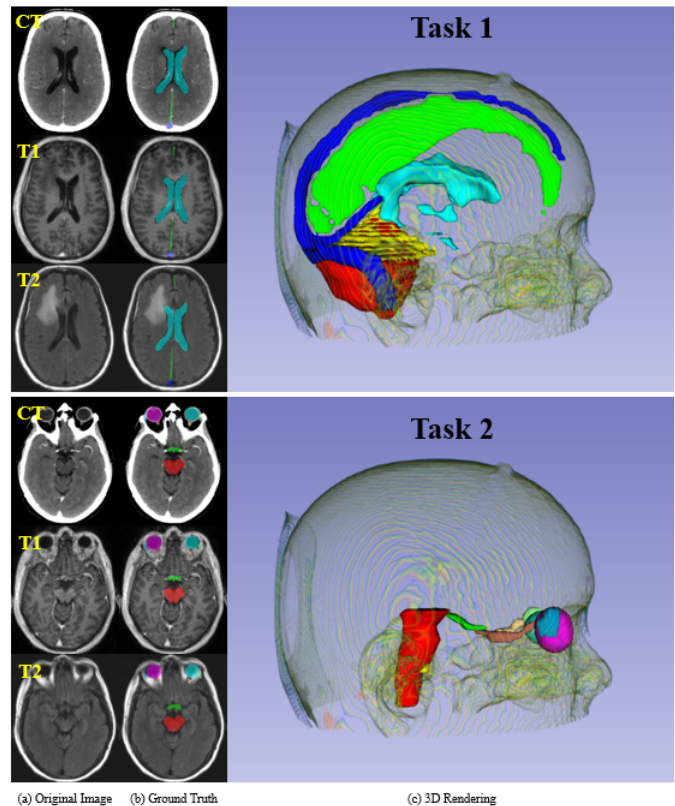 CT
Task 1
T1
T2
CT
Task 2
T1
T2
(a) Original Image (b) Ground Truth (c) 3D Rendering